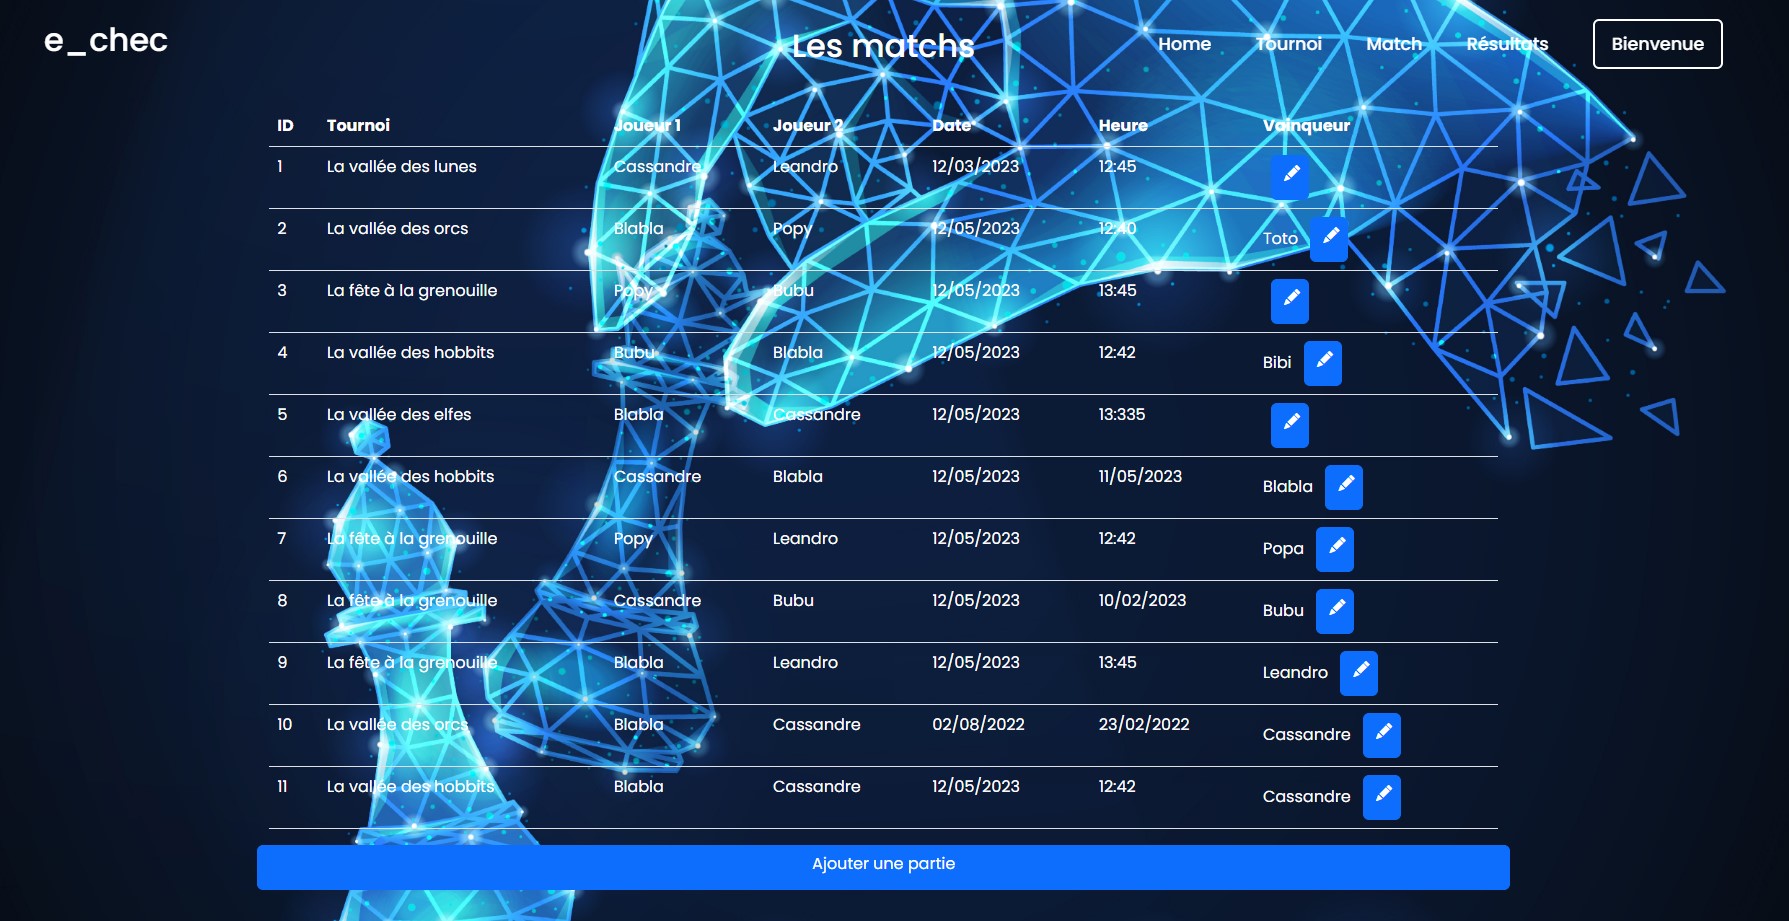 e_chec
Les matchs
Home Tournoi Match Résultats Bienvenue
ID Tournoi Joueur 1 Joueur 2 Date Heure Vainqueur
1 La vallée des lunes Cassandre Leandro 12/03/2023 12:45
2 La vallée des orcs Blabla Popy 12/05/2023 12:40 Toto
3 La fête à la grenouille Popy Bubu 12/05/2023 13:45
4 La vallée des hobbits Bubu Blabla 12/05/2023 12:42 Bibi
5 La vallée des elfes Blabla Cassandre 12/05/2023 13:335
6 La vallée des hobbits Cassandre Blabla 12/05/2023 11/05/2023 Blabla
7 La fête à la grenouille Popy Leandro 12/05/2023 12:42 Popa
8 La fête à la grenouille Cassandre Bubu 12/05/2023 10/02/2023 Bubu
9 La fête à la grenouille Blabla Leandro 12/05/2023 13:45 Leandro
10 La vallée des orcs Blabla Cassandre 02/08/2022 23/02/2022 Cassandre
11 La vallée des hobbits Blabla Cassandre 12/05/2023 12:42 Cassandre
Ajouter une partie